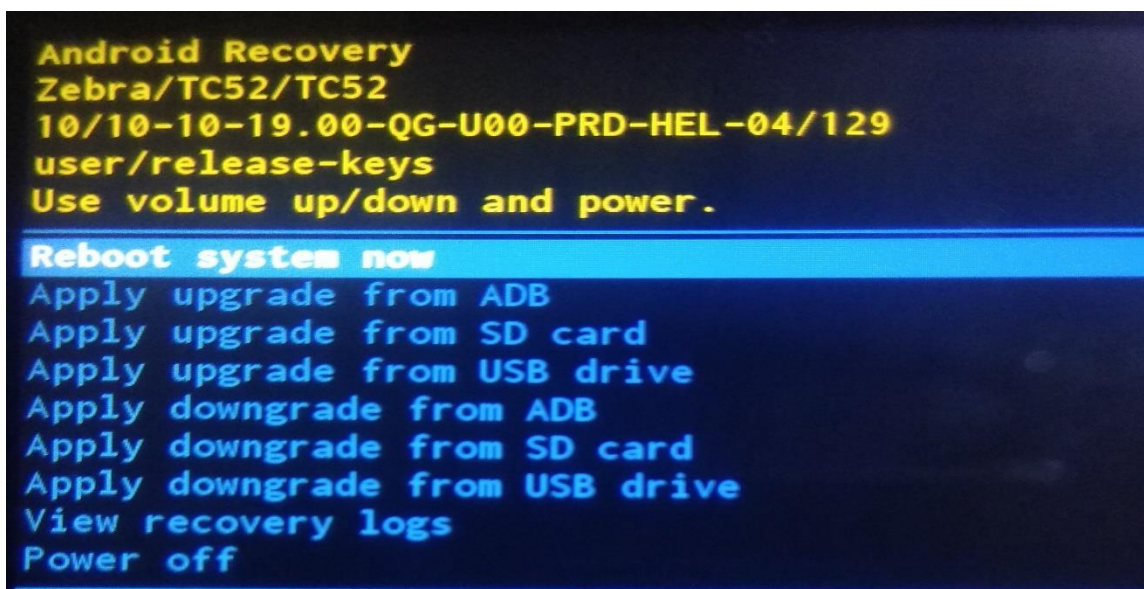 Android Recovery
Zebra/TC52/TC52
10/10-10-19.00-QG-U00-PRD-HEL-04/129
user/release-keys
Use volume up/down and power.
Reboot system now
Apply upgrade from ADB
Apply upgrade from SD card
Apply upgrade from USB drive
Apply downgrade from ADB
Apply downgrade from SD card
Apply downgrade from USB drive
View recovery logs
Power off